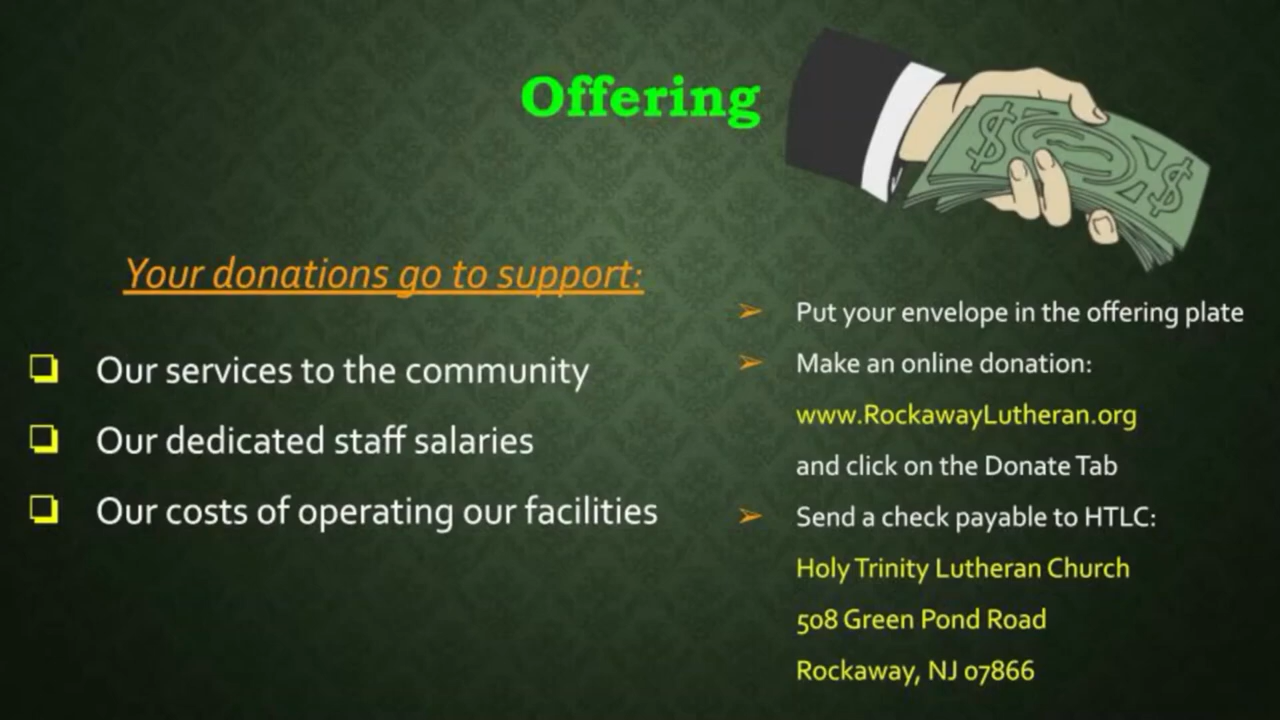 Offering
Your donations go to support:
Our services to the community
Our dedicated staff salaries
Our costs of operating our facilities
Put your envelope in the offering plate
Make an online donation:
www.RockawayLutheran.org
and click on the Donate Tab
Send a check payable to HTLC:
Holy Trinity Lutheran Church
508 Green Pond Road
Rockaway, NJ 07866